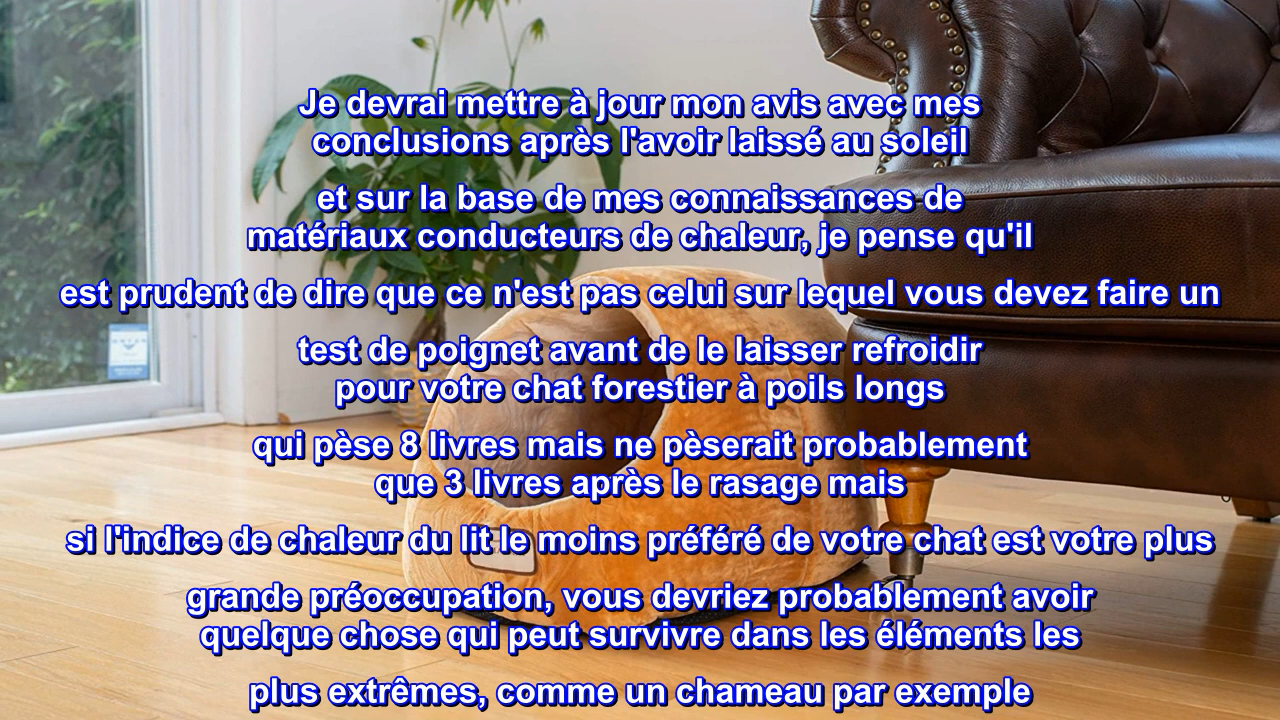 Je devrai mettre à jour mon avis avec mes
conclusions après l'avoir laissé au soleil
et sur la base de mes connaissances de
matériaux conducteurs de chaleur, je pense qu'il
est prudent de dire que ce n'est pas celui sur lequel vous devez faire un
test de poignet avant de le laisser refroidir
pour votre chat forestier à poils longs
qui pèse 8 livres mais ne pèserait probablement
que 3 livres après le rasage mais
si l'indice de chaleur du lit le moins préféré de votre chat est votre plus
grande préoccupation, vous devriez probablement avoir
quelque chose qui peut survivre dans les éléments les
plus extrêmes, comme un chameau par exemple